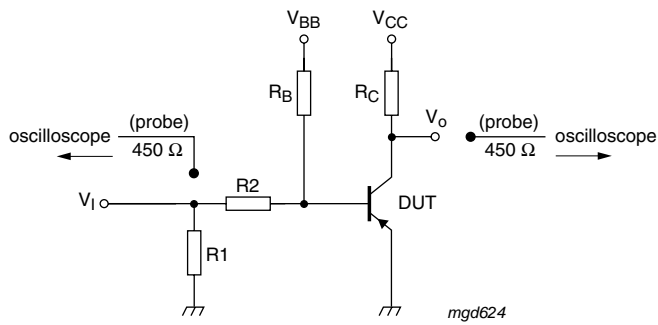 VBB
VCC
RB
RC
Vo
(probe)
oscilloscope
450 Ω
(probe)
oscilloscope
450 Ω
R2
VI
DUT
R1
mgd624